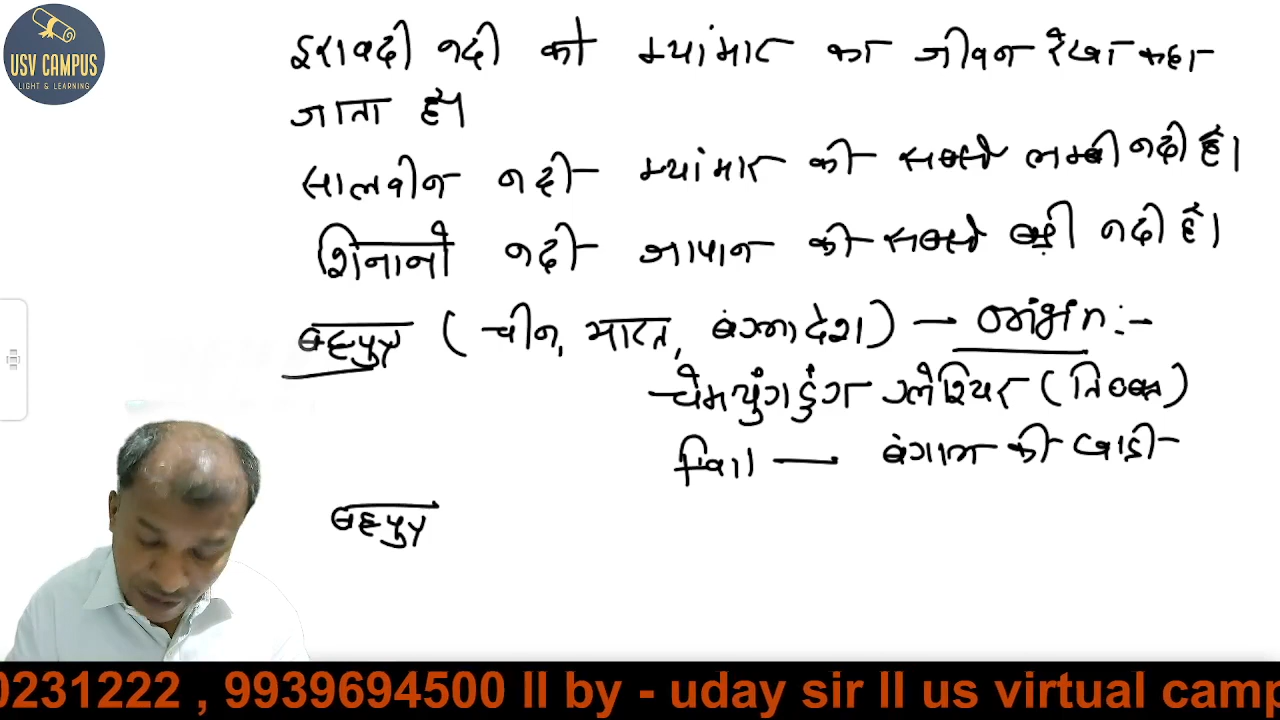 USV CAMPUS
LIGHT & LEARNING
इरावदी नदी को म्यांमार का जीवन रेखा कहा
जाता है।
सालवीन नदी म्यांमार की सबसे लम्बी नदी है।
शिनानो नदी जापान की सबसे बड़ी नदी है।
ब्रह्मपुत्र ( चीन, भारत, बंग्लादेश) — Origin :-
चेमयुंगडुंग ग्लेशियर (तिब्बत)
— बंगाल की खाड़ी
ब्रह्मपुत्र
0231222 , 9939694500 ll by - uday sir ll us virtual camp